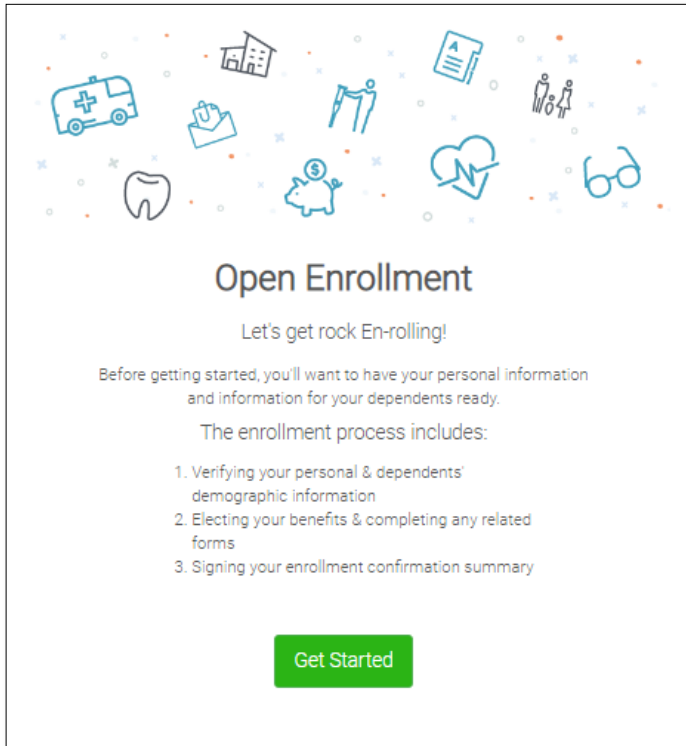 A
$
Open Enrollment
Let's get rock En-rolling!
Before getting started, you'll want to have your personal information
and information for your dependents ready.
The enrollment process includes:
1. Verifying your personal & dependents'
demographic information
2. Electing your benefits & completing any related
forms
3. Signing your enrollment confirmation summary
Get Started